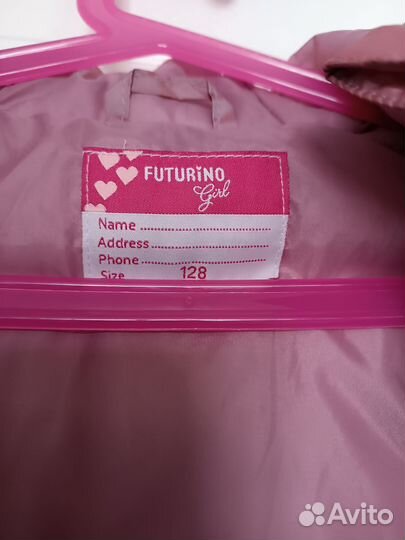 FUTURINO
Girl
Name ........................
Address ........................
Phone ........................
Size 128
Avito